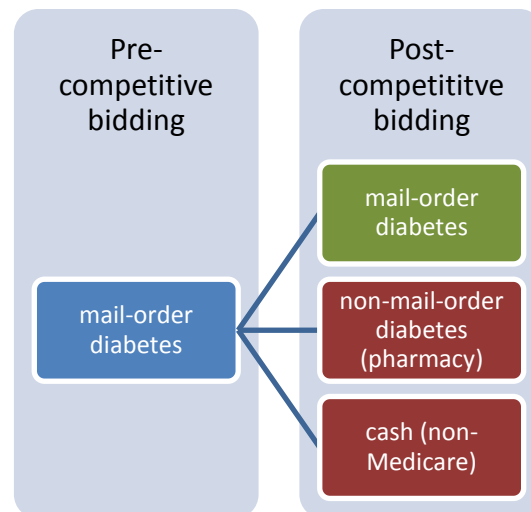 Pre-
competitive
bidding
mail-order
diabetes
Post-
competititve
bidding
mail-order
diabetes
non-mail-order
diabetes
(pharmacy)
cash (non-
Medicare)